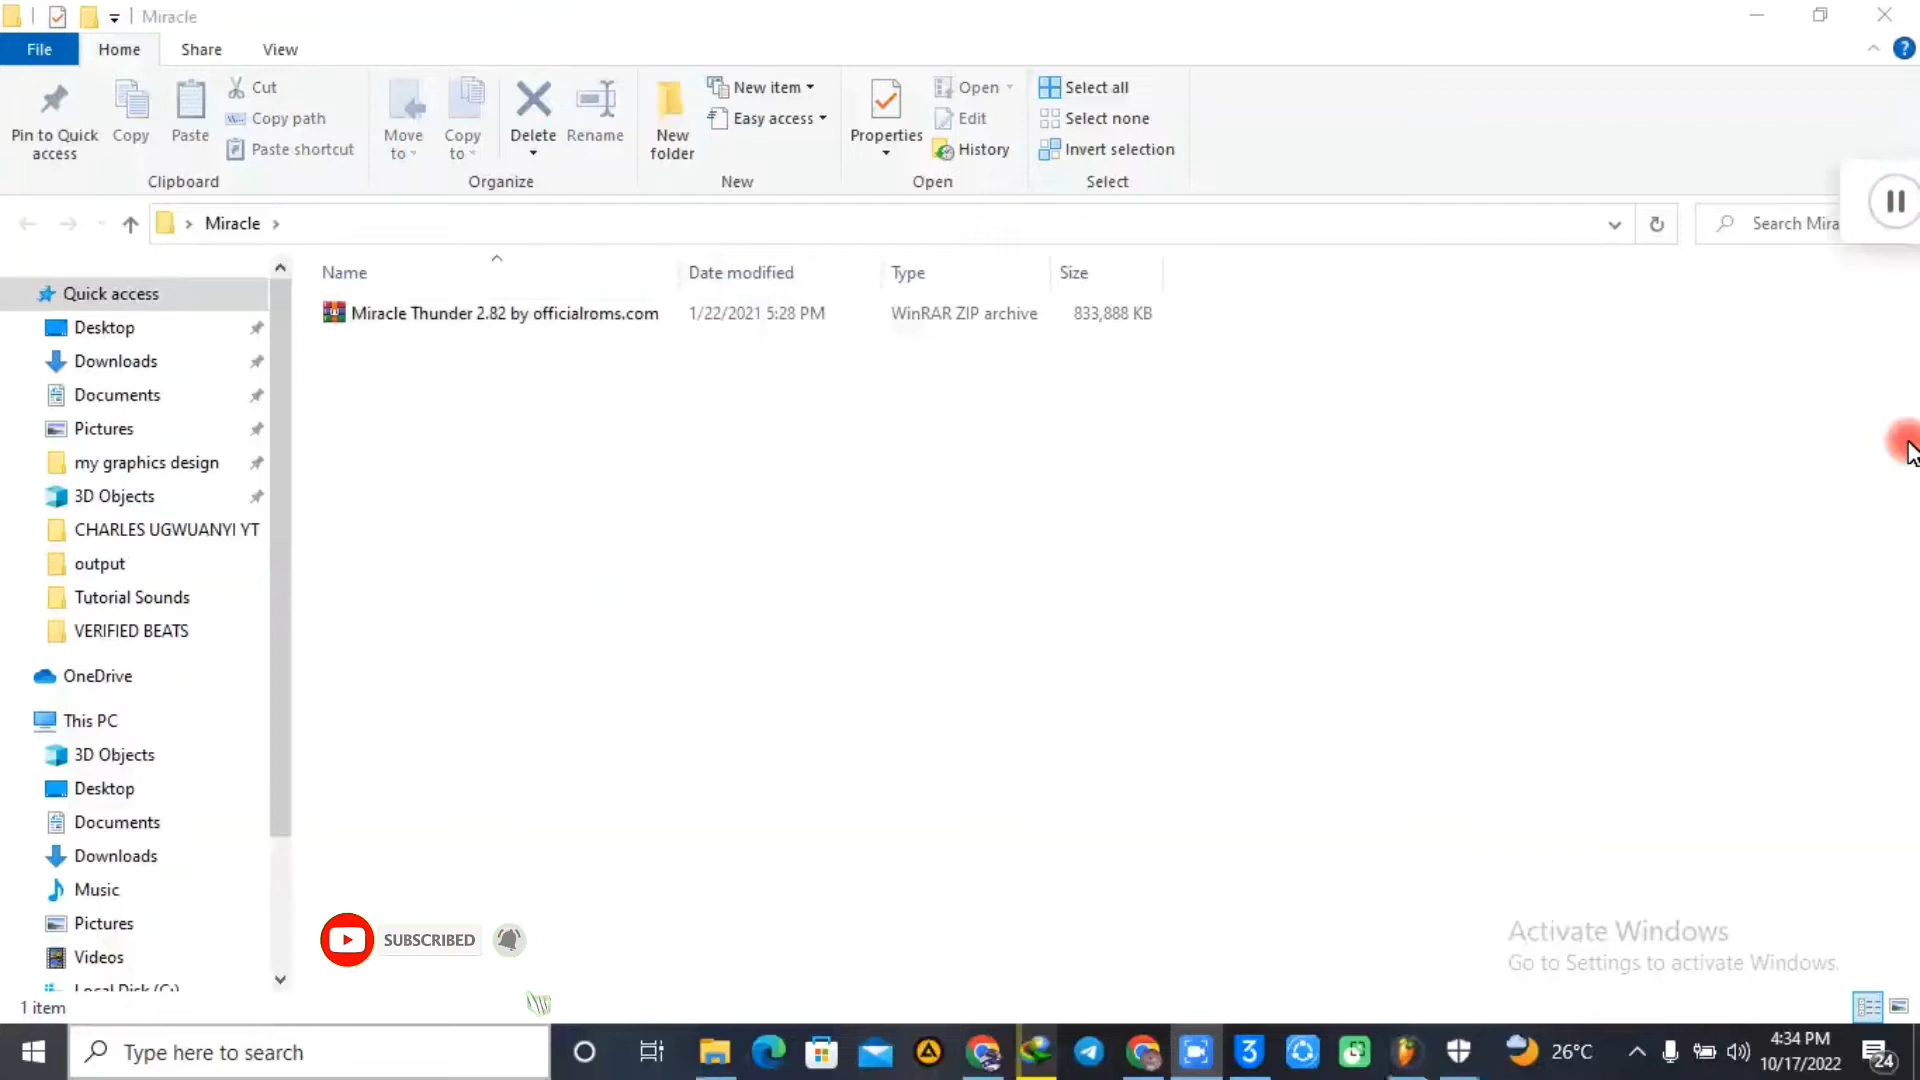 Miracle
File Home Share View
Pin to Quick access
Copy
Paste
Cut
Copy path
Paste shortcut
Clipboard
Move to
Copy to
Delete
Rename
Organize
New folder
New item
Easy access
New
Properties
Open
Edit
History
Open
Select all
Select none
Invert selection
Select
Miracle
Search Mira
Name Date modified Type Size
Miracle Thunder 2.82 by officialroms.com 1/22/2021 5:28 PM WinRAR ZIP archive 833,888 KB
Quick access
Desktop
Downloads
Documents
Pictures
my graphics design
3D Objects
CHARLES UGWUANYI YT
output
Tutorial Sounds
VERIFIED BEATS
OneDrive
This PC
3D Objects
Desktop
Documents
Downloads
Music
Pictures
Videos
Local Disk (C:)
SUBSCRIBED
Activate Windows
Go to Settings to activate Windows.
1 item
Type here to search
3
26°C
4:34 PM
10/17/2022
24